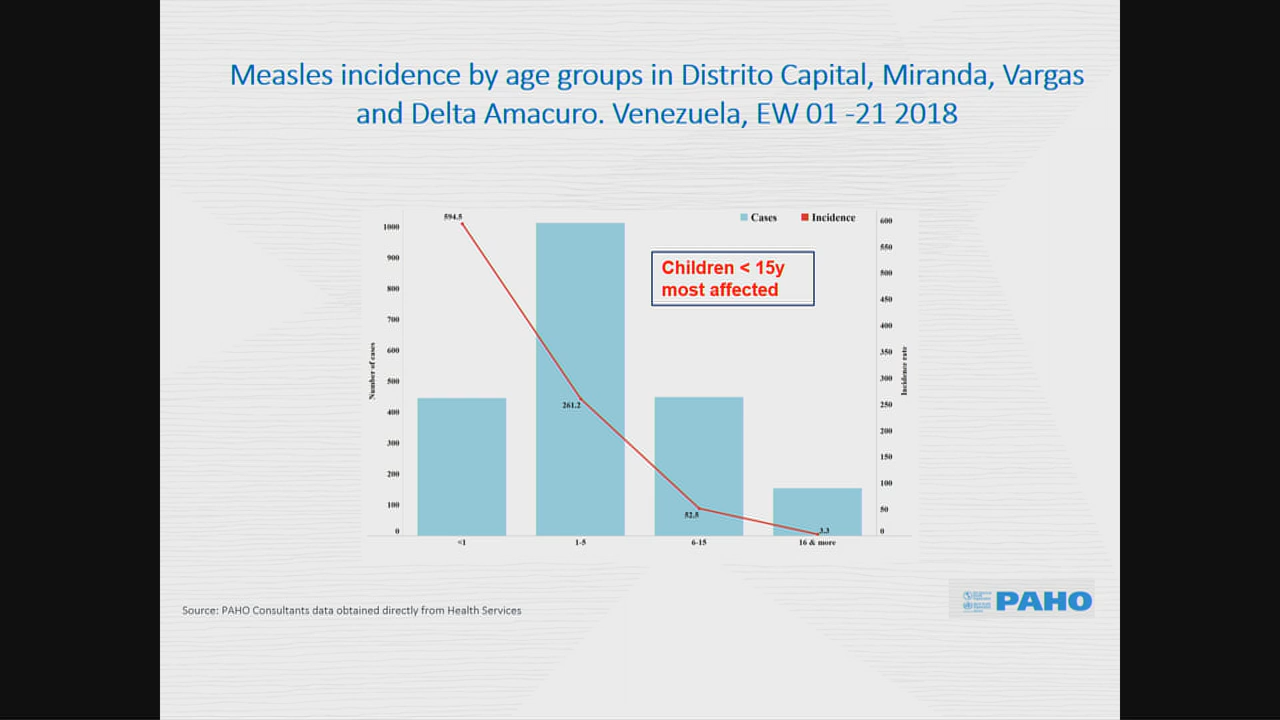 Measles incidence by age groups in Distrito Capital, Miranda, Vargas
and Delta Amacuro. Venezuela, EW 01 -21 2018
Cases
Incidence
Children < 15y
most affected
Number of cases
1000
900
800
700
600
500
400
300
200
100
0
594.5
261.2
52.5
3.3
600
550
500
450
400
350
300
250
200
150
100
50
0
Incidence rate
<1
1-5
6-15
16 & more
Source: PAHO Consultants data obtained directly from Health Services
PAHO